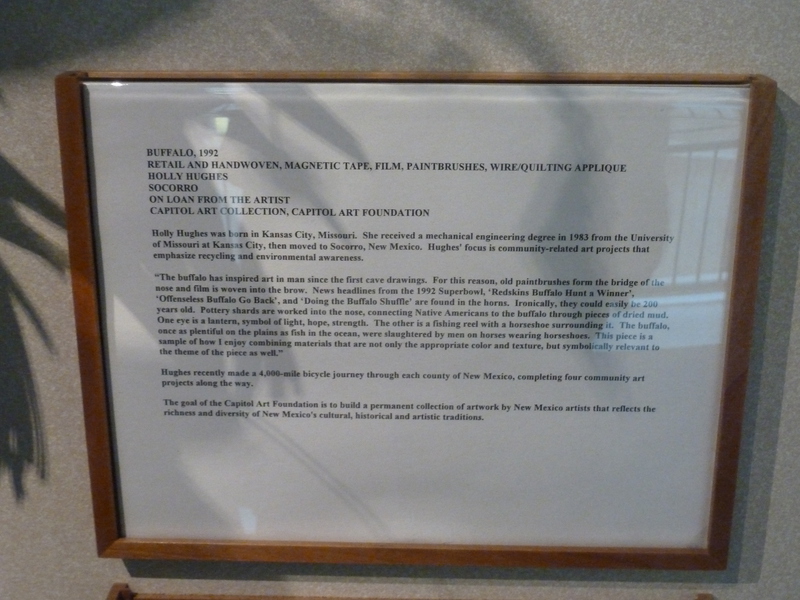 BUFFALO, 1992
RETAIL AND HANDWOVEN, MAGNETIC TAPE, FILM, PAINTBRUSHES, WIRE/QUILTING APPLIQUE
HOLLY HUGHES
SOCORRO
ON LOAN FROM THE ARTIST
CAPITOL ART COLLECTION, CAPITOL ART FOUNDATION
Holly Hughes was born in Kansas City, Missouri. She received a mechanical engineering degree in 1983 from the University
of Missouri at Kansas City, then moved to Socorro, New Mexico. Hughes' focus is community-related art projects that
emphasize recycling and environmental awareness.
"The buffalo has inspired art in man since the first cave drawings. For this reason, old paintbrushes form the bridge of the
nose and film is woven into the brow. News headlines from the 1992 Superbowl, 'Redskins Buffalo Hunt a Winner',
'Offenseless Buffalo Go Back', and 'Doing the Buffalo Shuffle' are found in the horns. Ironically, they could easily be 200
years old. Pottery shards are worked into the nose, connecting Native Americans to the buffalo through pieces of dried mud.
One eye is a lantern, symbol of light, hope, strength. The other is a fishing reel with a horseshoe surrounding it. The buffalo,
once as plentiful on the plains as fish in the ocean, were slaughtered by men on horses wearing horseshoes. This piece is a
sample of how I enjoy combining materials that are not only the appropriate color and texture, but symbolically relevant to
the theme of the piece as well."
Hughes recently made a 4,000-mile bicycle journey through each county of New Mexico, completing four community art
projects along the way.
The goal of the Capitol Art Foundation is to build a permanent collection of artwork by New Mexico artists that reflects the
richness and diversity of New Mexico's cultural, historical and artistic traditions.